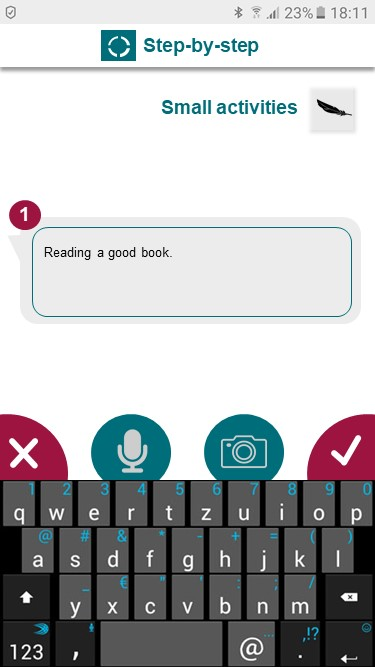 23% 18:11
Step-by-step
Small activities
1
Reading a good book.
1 2 3 4 5 6 7 8 9 0
q w e r t z u i o p
@ # & * - + = ( )
a s d f g h j k l
_ € " ' : ; /
y x c v b n m
123 , @ ... . ,!?